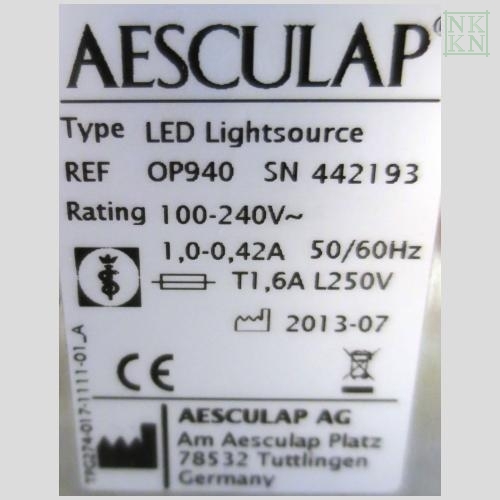 AESCULAP®
NK
KN
Type LED Lightsource
REF OP940 SN 442193
Rating 100-240V~
1,0-0,42A 50/60Hz
T1,6A L250V
2013-07
CE
TPG274-017-1111-01_A
AESCULAP AG
Am Aesculap Platz
78532 Tuttlingen
Germany